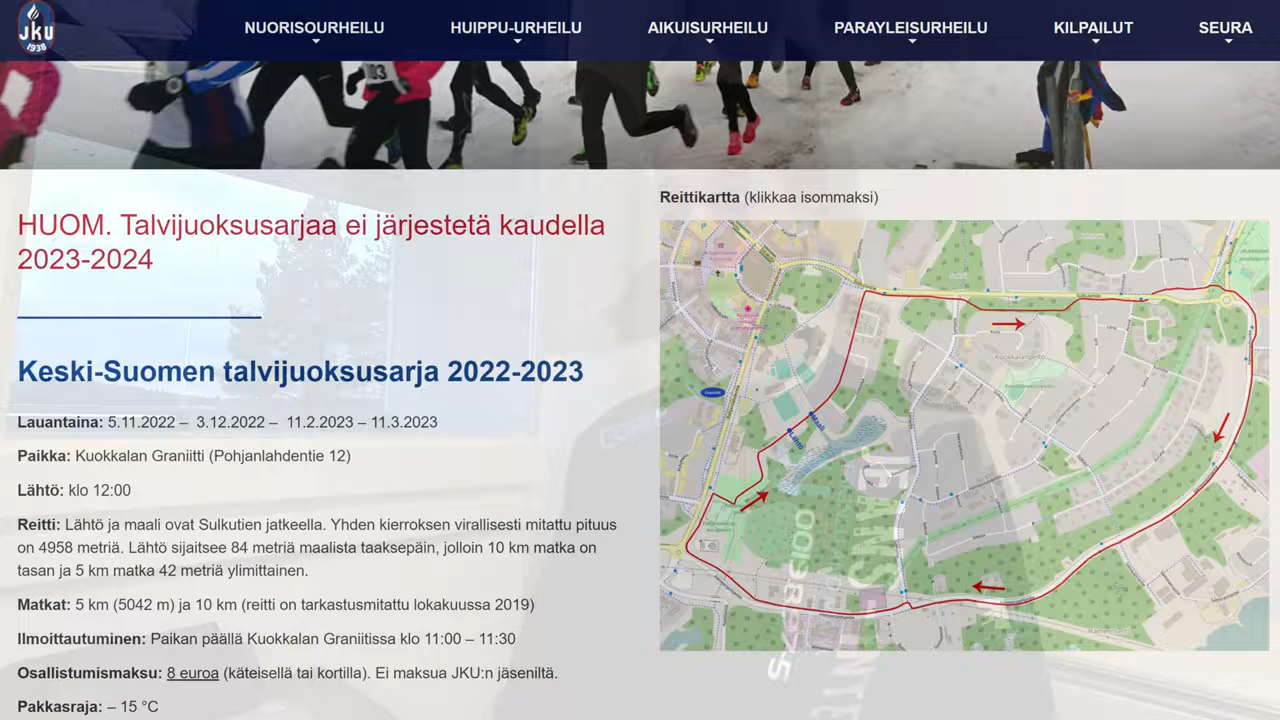 JKU
1938
NUORISOURHEILU
HUIPPU-URHEILU
AIKUISURHEILU
PARAYLEISURHEILU
KILPAILUT
SEURA
HUOM. Talvijuoksusarjaa ei järjestetä kaudella
2023-2024
Keski-Suomen talvijuoksusarja 2022-2023
Lauantaina: 5.11.2022 – 3.12.2022 – 11.2.2023 – 11.3.2023
Paikka: Kuokkalan Graniitti (Pohjanlahdentie 12)
Lähtö: klo 12:00
Reitti: Lähtö ja maali ovat Sulkutien jatkeella. Yhden kierroksen virallisesti mitattu pituus
on 4958 metriä. Lähtö sijaitsee 84 metriä maalista taaksepäin, jolloin 10 km matka on
tasan ja 5 km matka 42 metriä ylimittainen.
Matkat: 5 km (5042 m) ja 10 km (reitti on tarkastusmitattu lokakuussa 2019)
Ilmoittautuminen: Paikan päällä Kuokkalan Graniitissa klo 11:00 – 11:30
Osallistumismaksu: 8 euroa (käteisellä tai kortilla). Ei maksua JKU:n jäseniltä.
Pakkasraja: – 15 °C
Reittikartta (klikkaa isommaksi)
Kuokkalanpelto
Graniitti
Maali
Lähtö